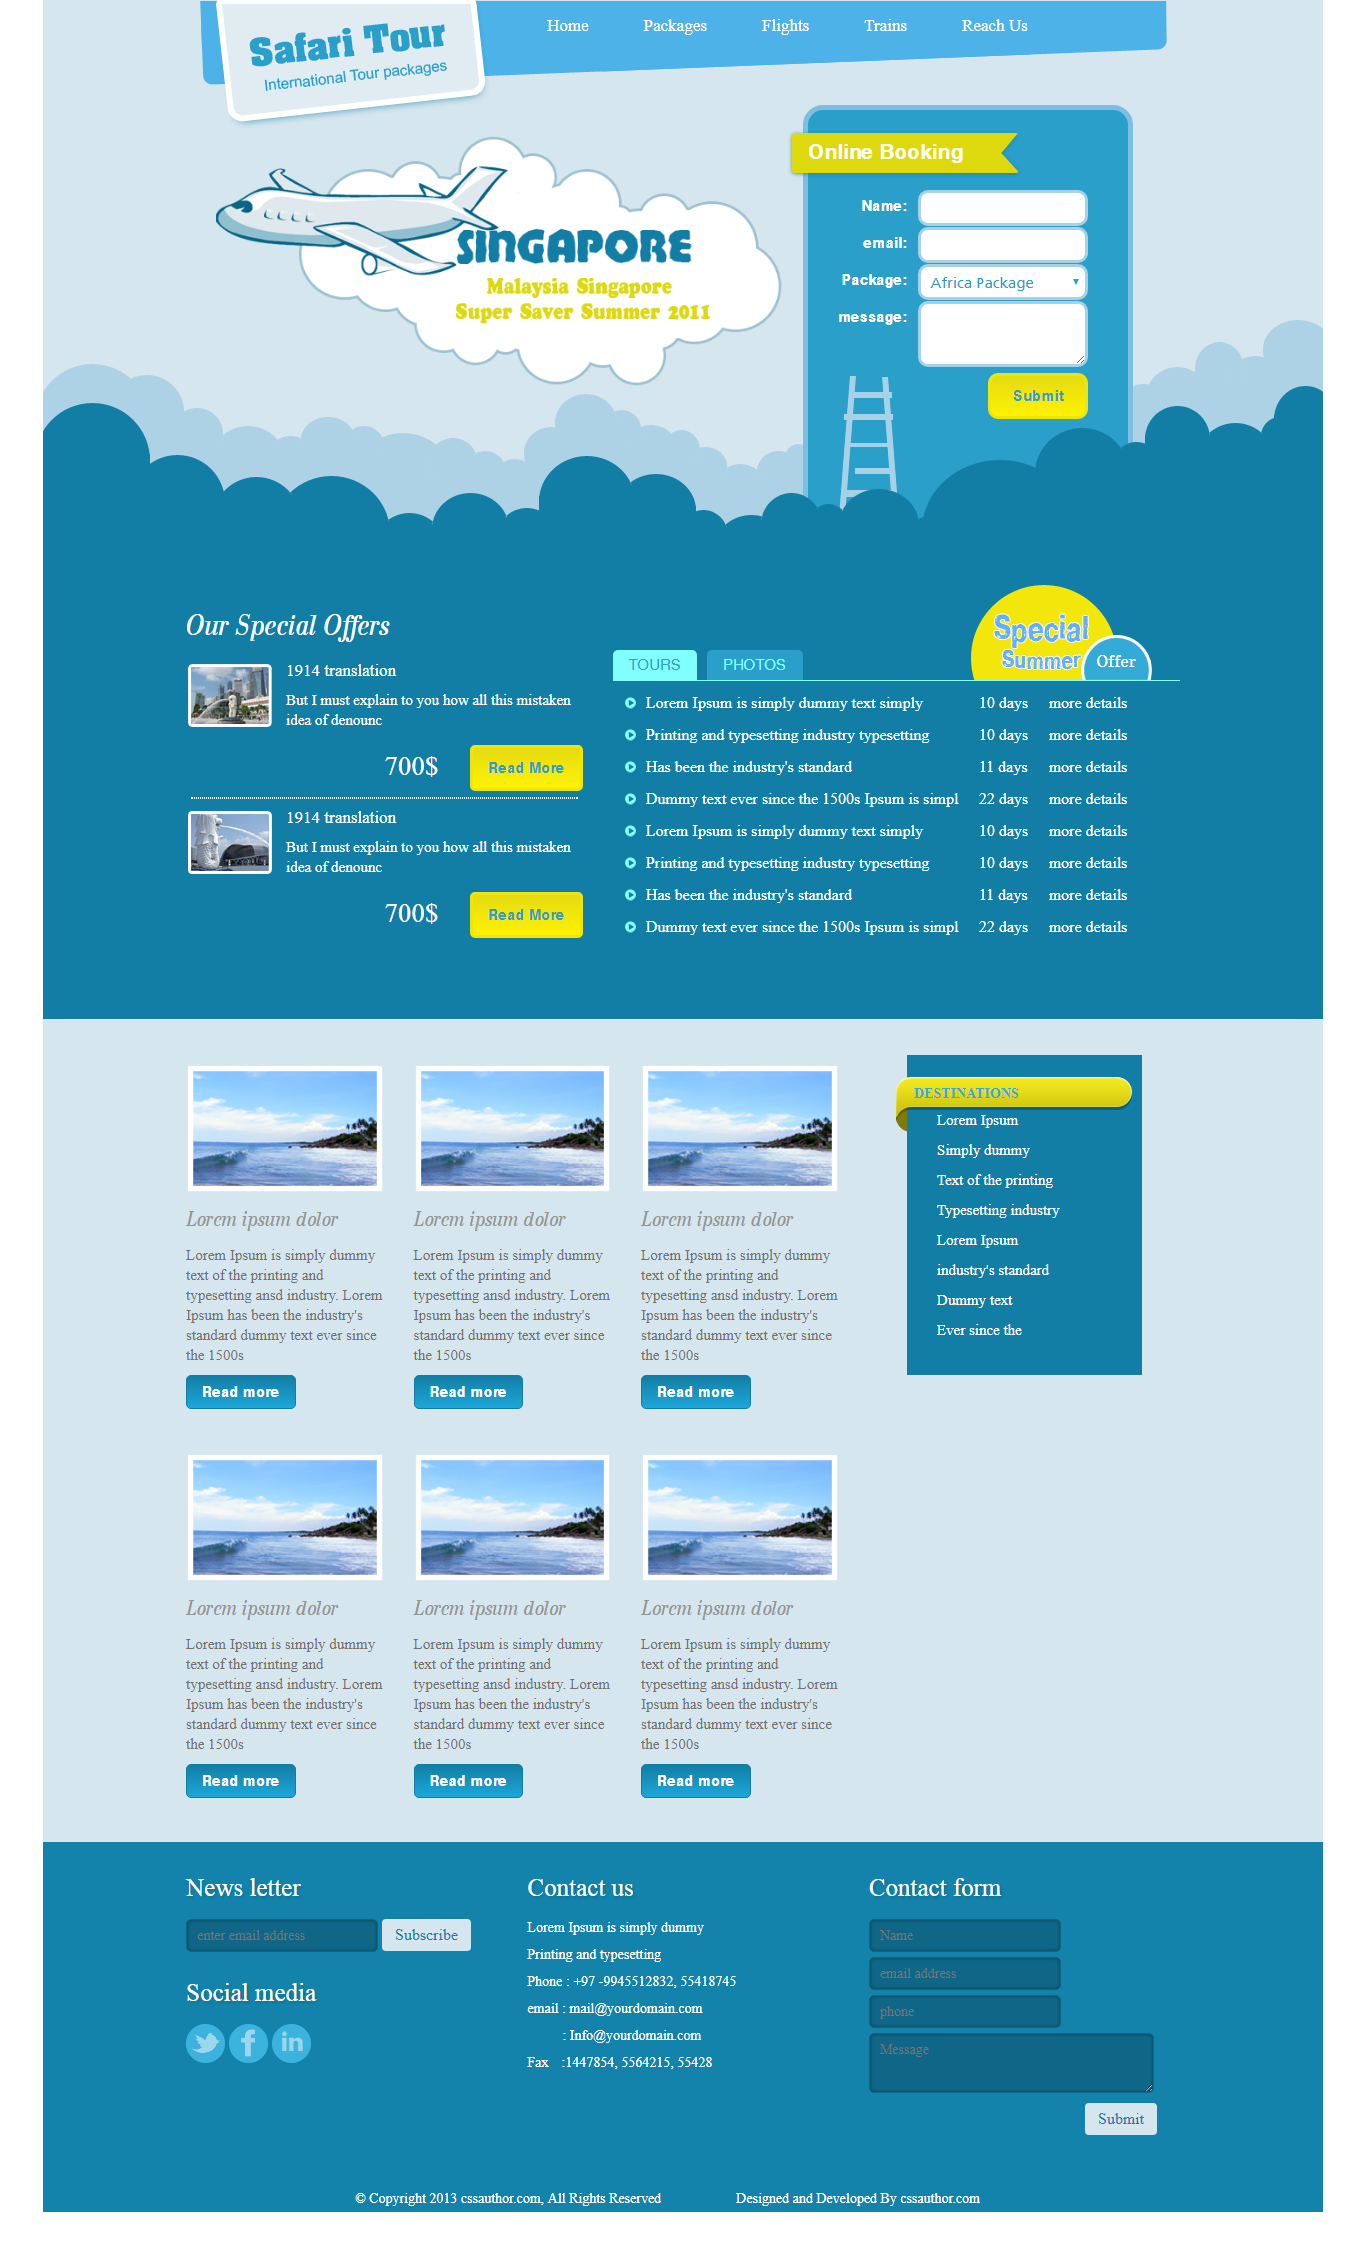 Safari Tour
International Tour packages
Home Packages Flights Trains Reach Us
SINGAPORE
Malaysia Singapore
Super Saver Summer 2011
Online Booking
Name:
email:
Package: Africa Package
message:
Submit
Our Special Offers
1914 translation
But I must explain to you how all this mistaken
idea of denounc
700$ Read More
1914 translation
But I must explain to you how all this mistaken
idea of denounc
700$ Read More
Special
Summer
Offer
TOURS PHOTOS
Lorem Ipsum is simply dummy text simply 10 days more details
Printing and typesetting industry typesetting 10 days more details
Has been the industry's standard 11 days more details
Dummy text ever since the 1500s Ipsum is simpl 22 days more details
Lorem Ipsum is simply dummy text simply 10 days more details
Printing and typesetting industry typesetting 10 days more details
Has been the industry's standard 11 days more details
Dummy text ever since the 1500s Ipsum is simpl 22 days more details
Lorem ipsum dolor
Lorem Ipsum is simply dummy
text of the printing and
typesetting ansd industry. Lorem
Ipsum has been the industry's
standard dummy text ever since
the 1500s
Read more
Lorem ipsum dolor
Lorem Ipsum is simply dummy
text of the printing and
typesetting ansd industry. Lorem
Ipsum has been the industry's
standard dummy text ever since
the 1500s
Read more
Lorem ipsum dolor
Lorem Ipsum is simply dummy
text of the printing and
typesetting ansd industry. Lorem
Ipsum has been the industry's
standard dummy text ever since
the 1500s
Read more
DESTINATIONS
Lorem Ipsum
Simply dummy
Text of the printing
Typesetting industry
Lorem Ipsum
industry's standard
Dummy text
Ever since the
Lorem ipsum dolor
Lorem Ipsum is simply dummy
text of the printing and
typesetting ansd industry. Lorem
Ipsum has been the industry's
standard dummy text ever since
the 1500s
Read more
Lorem ipsum dolor
Lorem Ipsum is simply dummy
text of the printing and
typesetting ansd industry. Lorem
Ipsum has been the industry's
standard dummy text ever since
the 1500s
Read more
Lorem ipsum dolor
Lorem Ipsum is simply dummy
text of the printing and
typesetting ansd industry. Lorem
Ipsum has been the industry's
standard dummy text ever since
the 1500s
Read more
News letter
enter email address Subscribe
Social media
f in
Contact us
Lorem Ipsum is simply dummy
Printing and typesetting
Phone : +97 -9945512832, 55418745
email : mail@yourdomain.com
: Info@yourdomain.com
Fax :1447854, 5564215, 55428
Contact form
Name
email address
phone
Message
Submit
© Copyright 2013 cssauthor.com, All Rights Reserved Designed and Developed By cssauthor.com